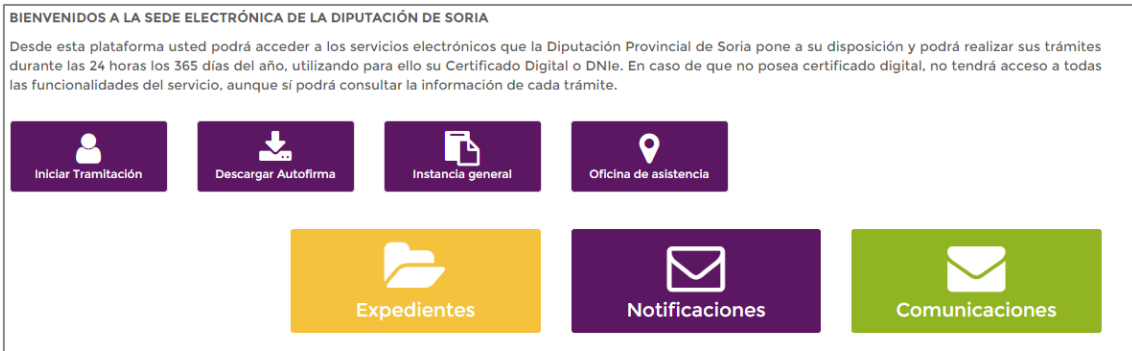 BIENVENIDOS A LA SEDE ELECTRÓNICA DE LA DIPUTACIÓN DE SORIA
Desde esta plataforma usted podrá acceder a los servicios electrónicos que la Diputación Provincial de Soria pone a su disposición y podrá realizar sus trámites
durante las 24 horas los 365 días del año, utilizando para ello su Certificado Digital o DNIe. En caso de que no posea certificado digital, no tendrá acceso a todas
las funcionalidades del servicio, aunque sí podrá consultar la información de cada trámite.
Iniciar Tramitación
Descargar Autofirma
Instancia general
Oficina de asistencia
Expedientes
Notificaciones
Comunicaciones